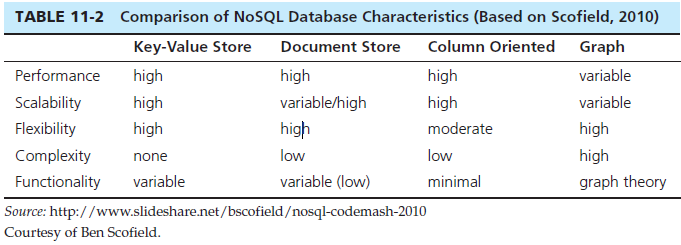 TABLE 11-2 Comparison of NoSQL Database Characteristics (Based on Scofield, 2010)
Key-Value Store Document Store Column Oriented Graph
Performance high high high variable
Scalability high variable/high high variable
Flexibility high high moderate high
Complexity none low low high
Functionality variable variable (low) minimal graph theory
Source: http://www.slideshare.net/bscofield/nosql-codemash-2010
Courtesy of Ben Scofield.